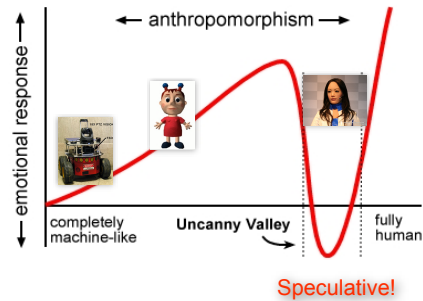 anthropomorphism
emotional response
completely
machine-like
Uncanny Valley
fully
human
Speculative!